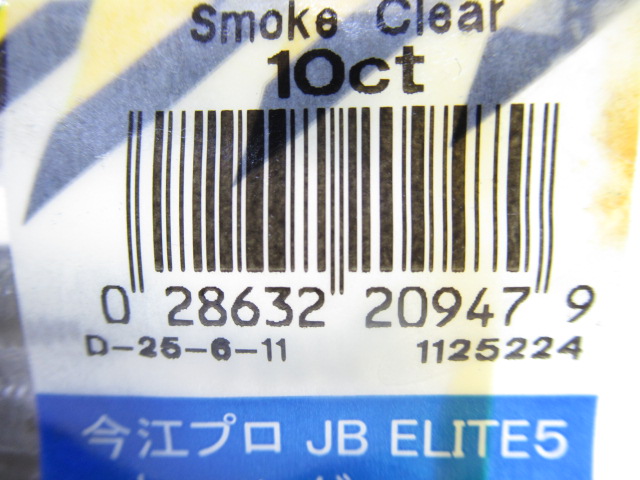 Smoke Clear
10ct
0 28632 20947 9
D-25-6-11 1125224
今江プロ JB ELITE5